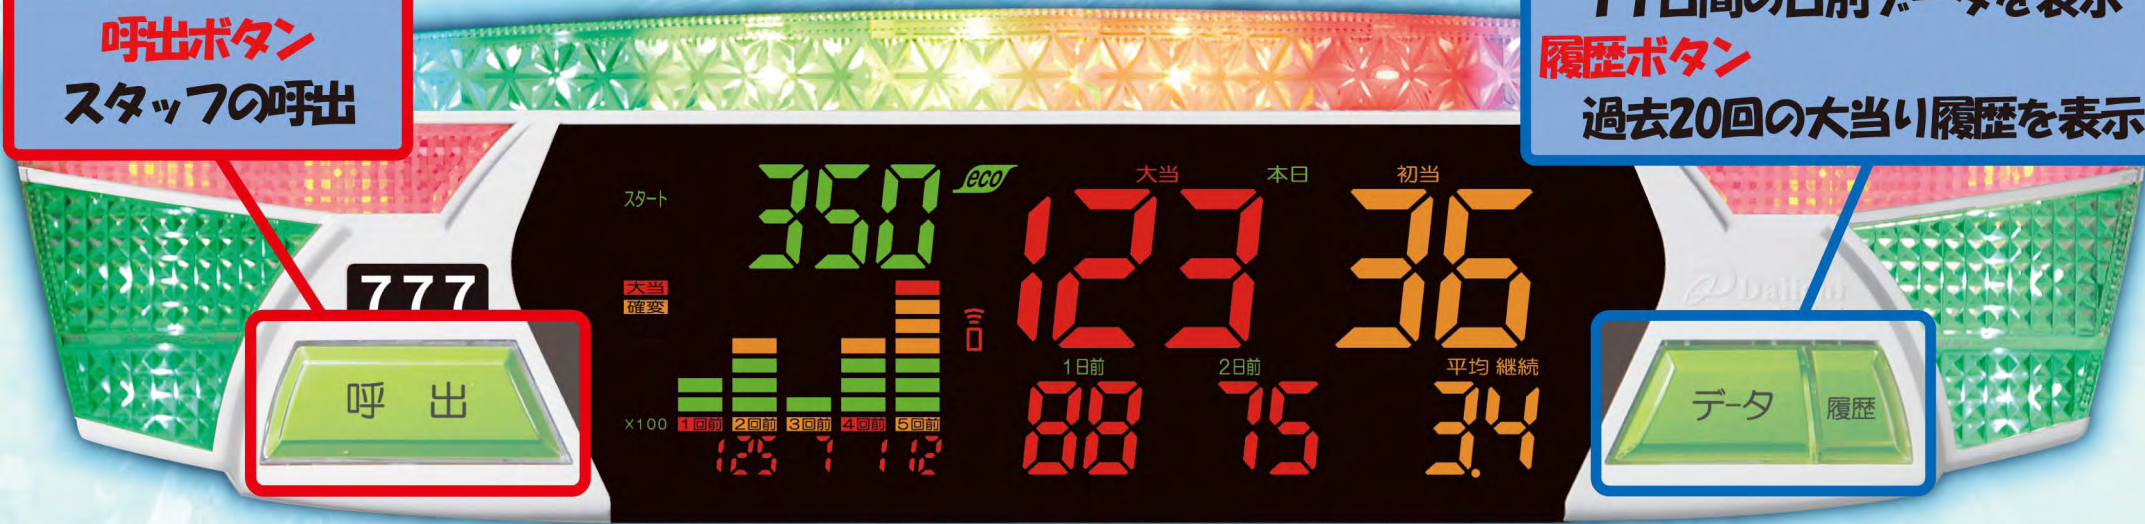 呼出ボタン
スタッフの呼出
履歴ボタン
過去20回の大当り履歴を表示
スタート
350
eco
大当
本日
初当
123
36
777
大当
確変
1日前
2日前
平均 継続
88
75
3.4
×100
1回前
2回前
3回前
4回前
5回前
125 7 1 12
呼 出
データ
履歴